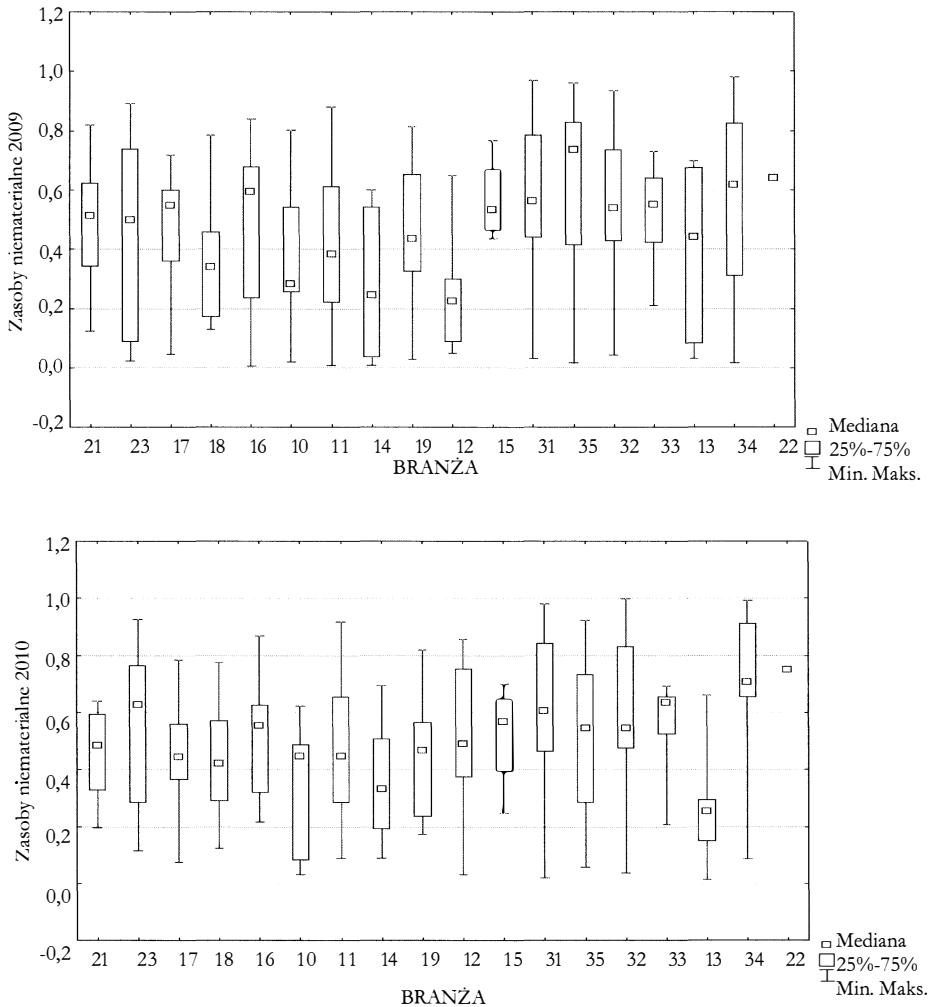 1,2
1,0
0,8
0,6
0,4
0,2
0,0
-0,2
Zasoby niematerialne 2009
21 23 17 18 16 10 11 14 19 12 15 31 35 32 33 13 34 22
BRANŻA
Mediana
25%-75%
Min. Maks.
1,2
1,0
0,8
0,6
0,4
0,2
0,0
-0,2
Zasoby niematerialne 2010
21 23 17 18 16 10 11 14 19 12 15 31 35 32 33 13 34 22
BRANŻA
Mediana
25%-75%
Min. Maks.